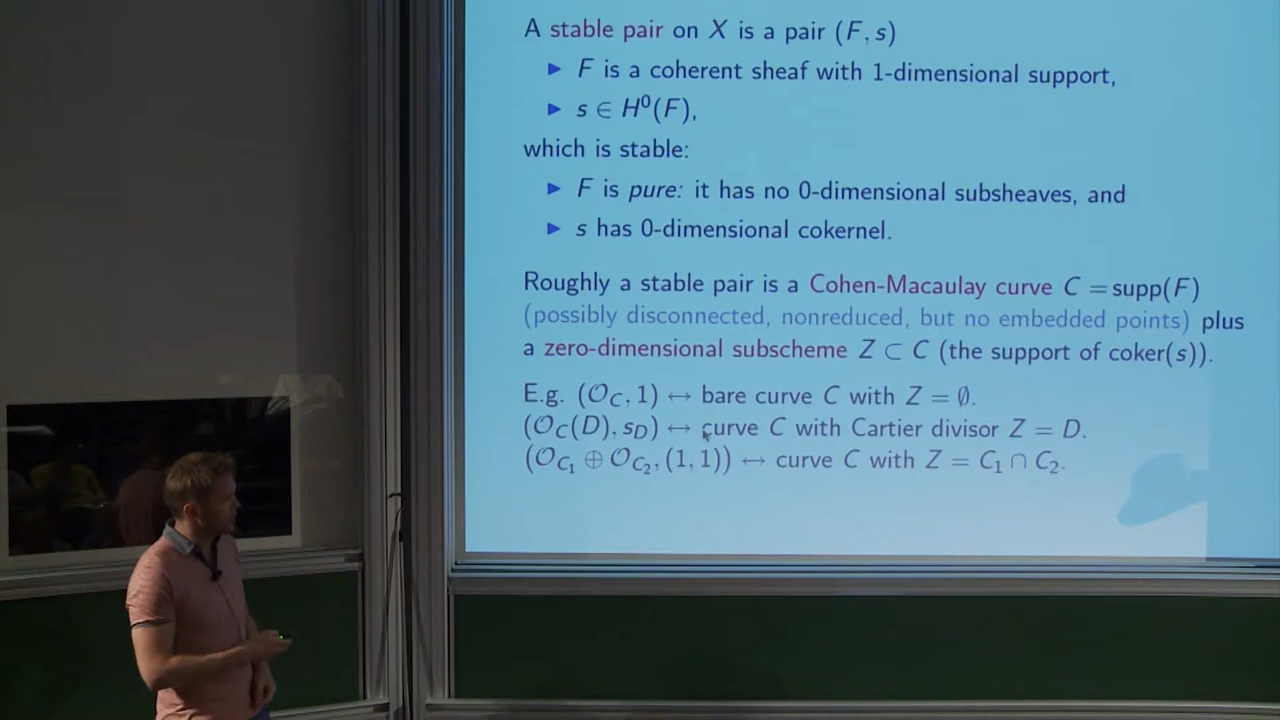 A stable pair on X is a pair (F, s)
▶ F is a coherent sheaf with 1-dimensional support,
▶ s ∈ H⁰(F),
which is stable:
▶ F is pure: it has no 0-dimensional subsheaves, and
▶ s has 0-dimensional cokernel.
Roughly a stable pair is a Cohen-Macaulay curve C = supp(F)
(possibly disconnected, nonreduced, but no embedded points) plus
a zero-dimensional subscheme Z ⊂ C (the support of coker(s)).
E.g. (𝒪_C, 1) ↔ bare curve C with Z = ∅.
(𝒪_C(D), s_D) ↔ curve C with Cartier divisor Z = D.
(𝒪_{C₁} ⊕ 𝒪_{C₂}, (1, 1)) ↔ curve C with Z = C₁ ∩ C₂.